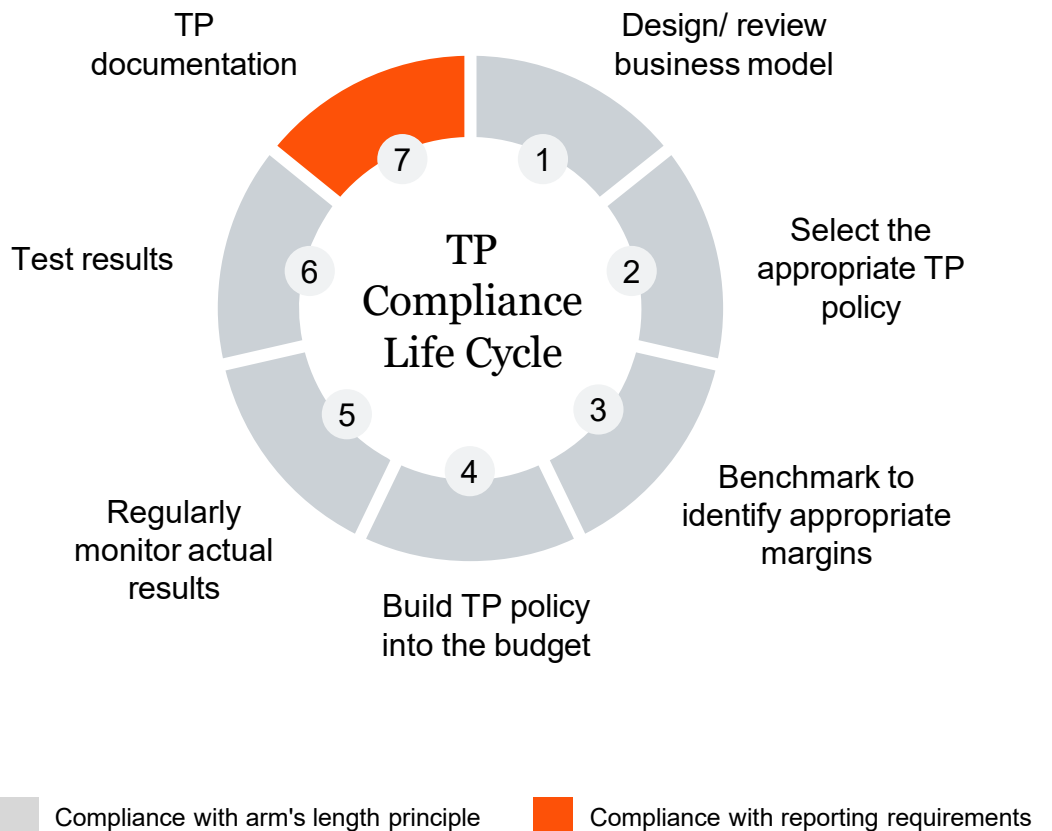 TP
documentation
Design/ review
business model
7
1
Test results
6
TP
Compliance
Life Cycle
2
Select the
appropriate TP
policy
5
3
4
Regularly
monitor actual
results
Benchmark to
identify appropriate
margins
Build TP policy
into the budget
Compliance with arm's length principle
Compliance with reporting requirements